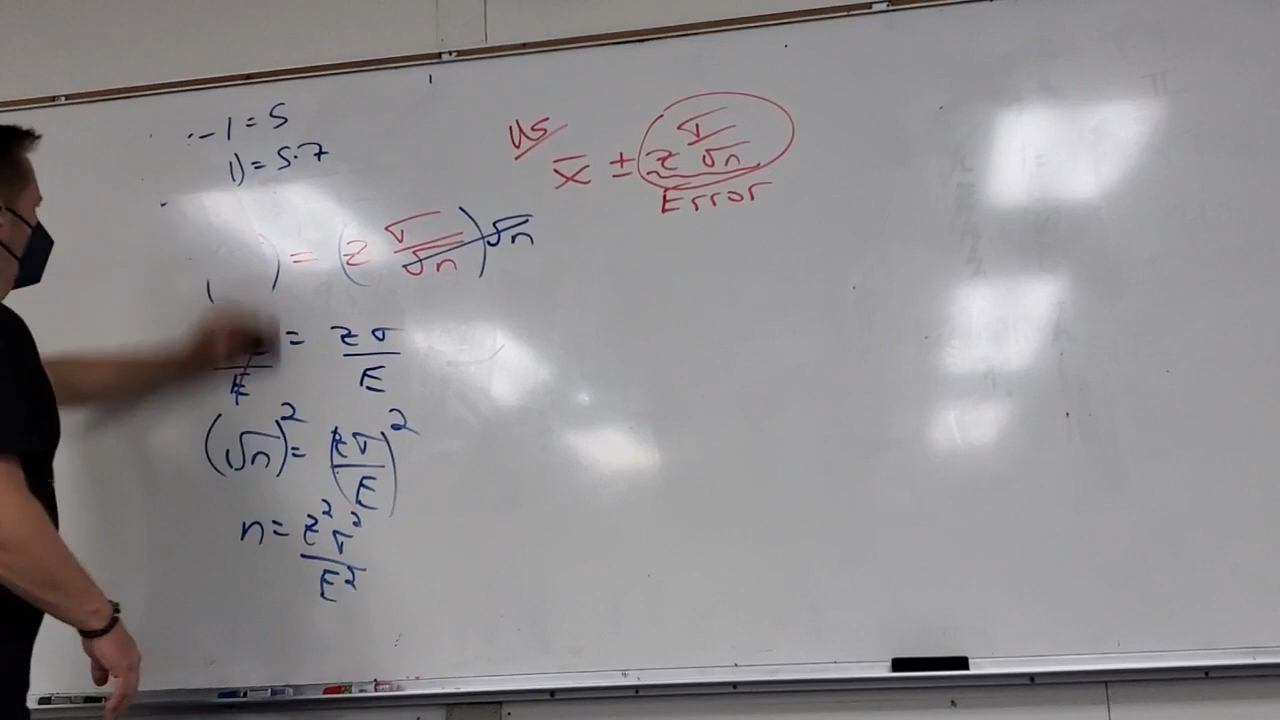 -1=5
1)=5.7
us
x̄ ± z σ/√n
Error
) = (z σ/√n)√n
= zσ/E
E
(√n)² = (zσ/E)²
n = z²σ²/E²